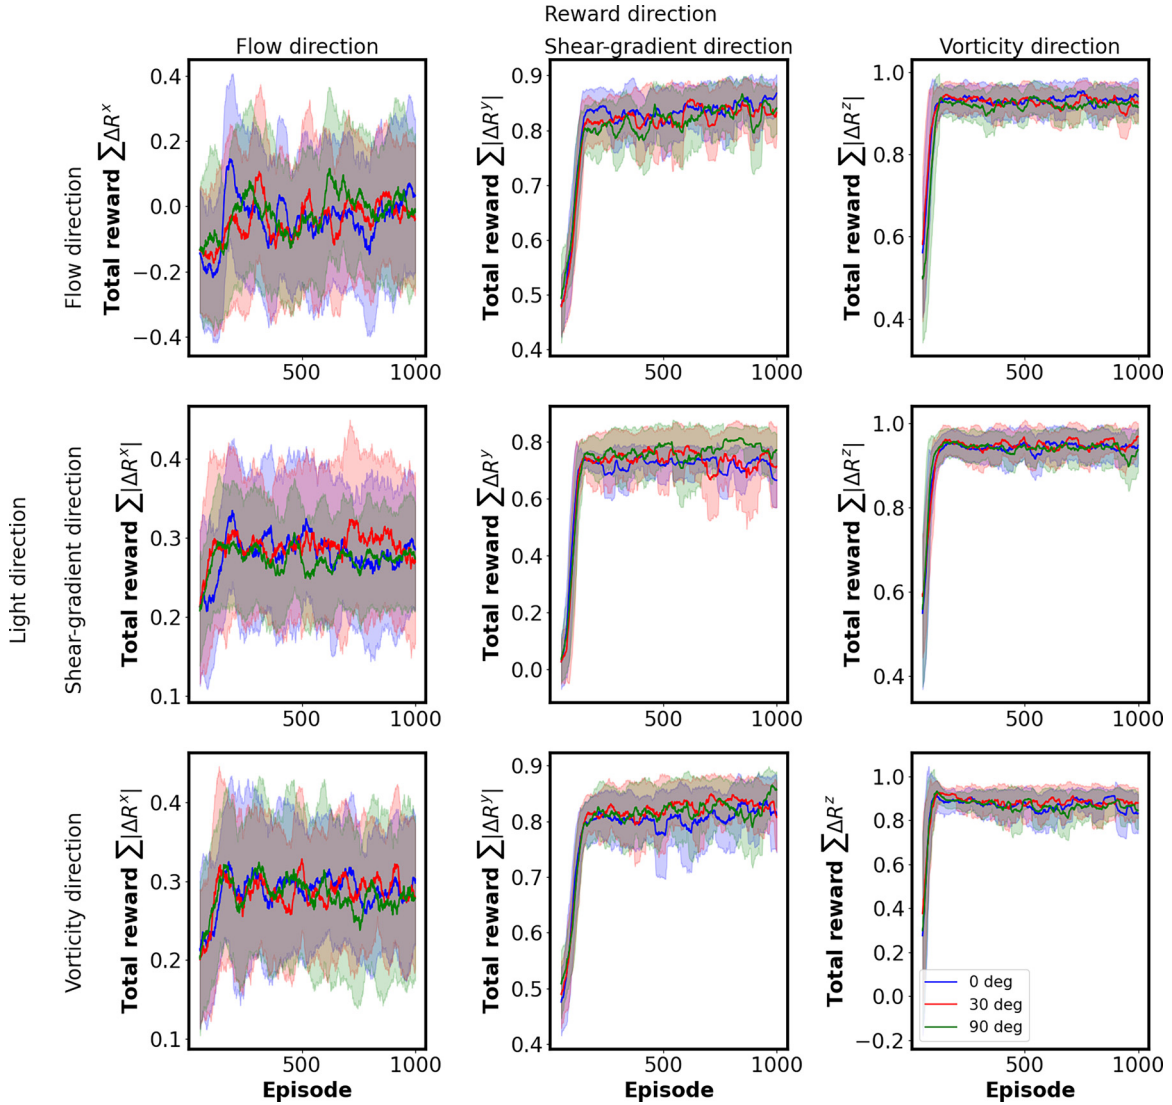 Reward direction
Flow direction
Shear-gradient direction
Vorticity direction
Light direction
Flow direction
Total reward ∑ΔR^x
0.4
0.2
0.0
−0.2
−0.4
500
1000
Total reward ∑|ΔR^y|
0.9
0.8
0.7
0.6
0.5
0.4
500
1000
Total reward ∑|ΔR^z|
1.0
0.8
0.6
0.4
500
1000
Shear-gradient direction
Total reward ∑|ΔR^x|
0.4
0.3
0.2
0.1
500
1000
Total reward ∑ΔR^y
0.8
0.6
0.4
0.2
0.0
500
1000
Total reward ∑|ΔR^z|
1.0
0.8
0.6
0.4
500
1000
Vorticity direction
Total reward ∑|ΔR^x|
0.4
0.3
0.2
0.1
500
1000
Episode
Total reward ∑|ΔR^y|
0.9
0.8
0.7
0.6
0.5
0.4
500
1000
Episode
Total reward ∑ΔR^z
1.0
0.8
0.6
0.4
0.2
0.0
−0.2
0 deg
30 deg
90 deg
500
1000
Episode